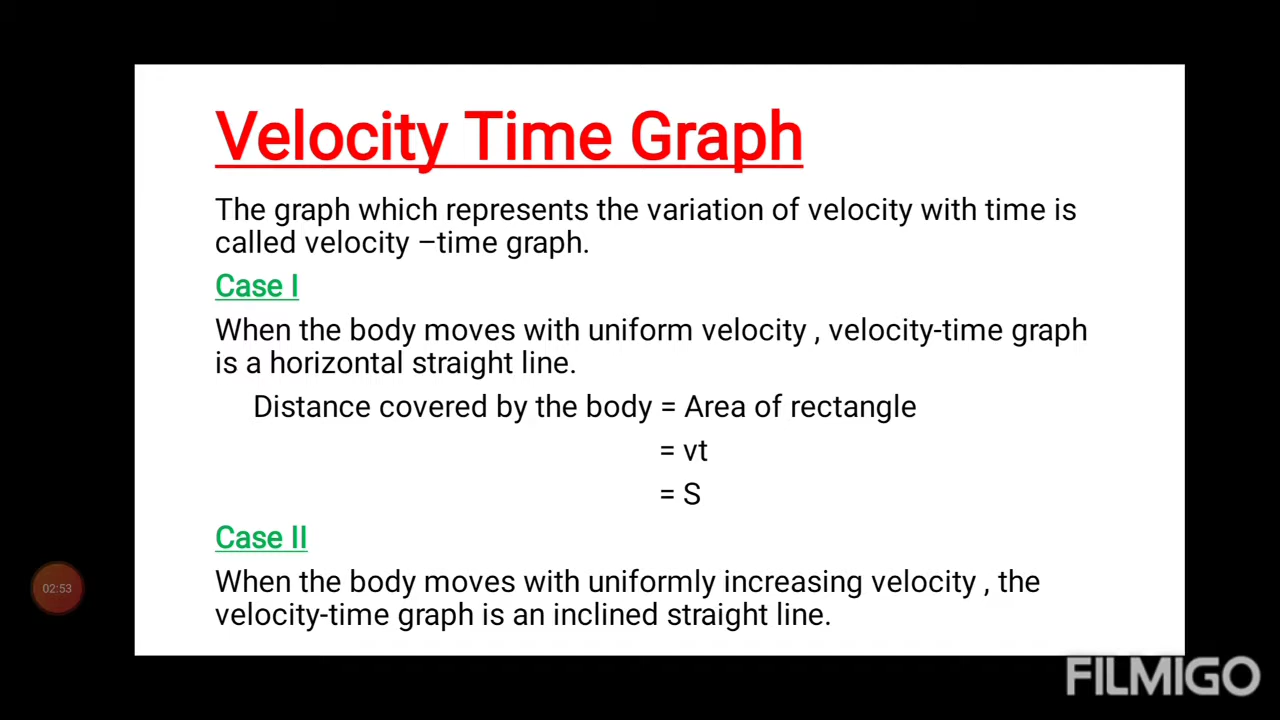 Velocity Time Graph
The graph which represents the variation of velocity with time is
called velocity –time graph.
Case I
When the body moves with uniform velocity , velocity-time graph
is a horizontal straight line.
Distance covered by the body = Area of rectangle
= vt
= S
Case II
When the body moves with uniformly increasing velocity , the
velocity-time graph is an inclined straight line.
02:53
FILMIGO